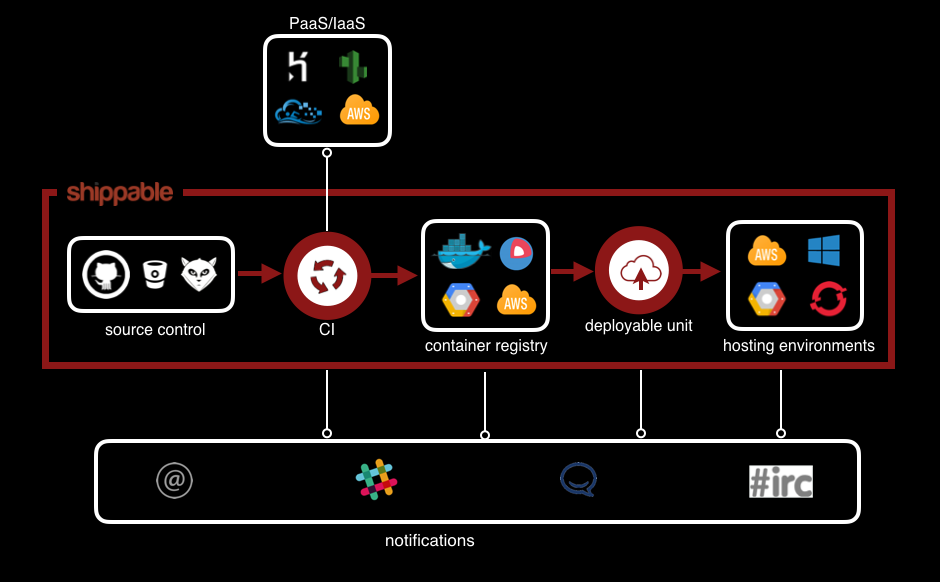 PaaS/IaaS
AWS
shippable
AWS
AWS
source control
CI
container registry
deployable unit
hosting environments
@
#irc
notifications